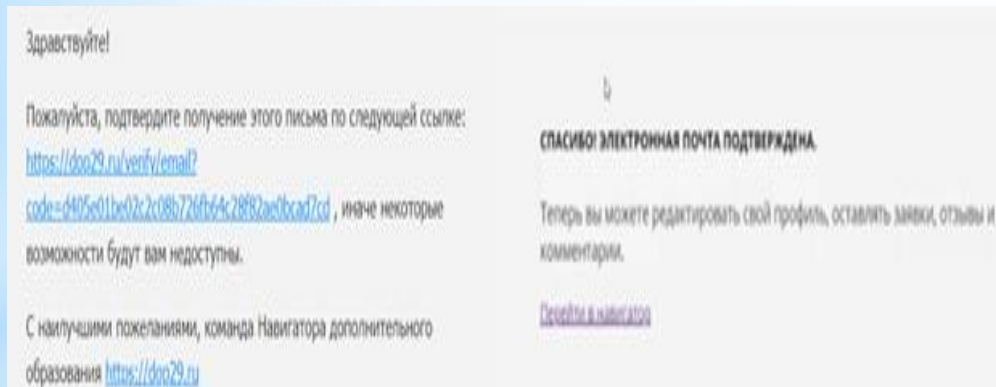 Здравствуйте!
Пожалуйста, подтвердите получение этого письма по следующей ссылке:
https://dop29.ru/verify/email?
code=d405e01be02c2c08b726fb64c28f82ae0bcad7cd , иначе некоторые
возможности будут вам недоступны.
С наилучшими пожеланиями, команда Навигатора дополнительного
образования https://dop29.ru
СПАСИБО! ЭЛЕКТРОННАЯ ПОЧТА ПОДТВЕРЖДЕНА.
Теперь вы можете редактировать свой профиль, оставлять заявки, отзывы и
комментарии.
Перейти в навигатор